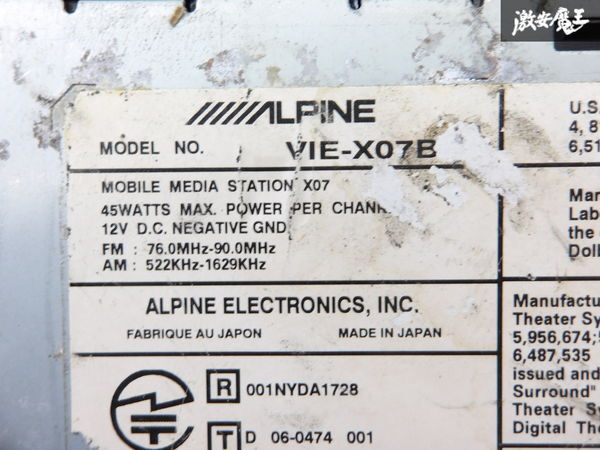 激安魔王
ALPINE
MODEL NO. VIE-X07B
MOBILE MEDIA STATION X07
45WATTS MAX. POWER PER CHAN
12V D.C. NEGATIVE GND
FM : 76.0MHz-90.0MHz
AM : 522KHz-1629KHz
ALPINE ELECTRONICS, INC.
FABRIQUE AU JAPON MADE IN JAPAN
R 001NYDA1728
T D 06-0474 001
U.S.
4, 8
6,51
Man
Lab
the
Doll
Manufactu
Theater Sy
5,956,674;
6,487,535
issued and
Surround"
Theater Sy
Digital The